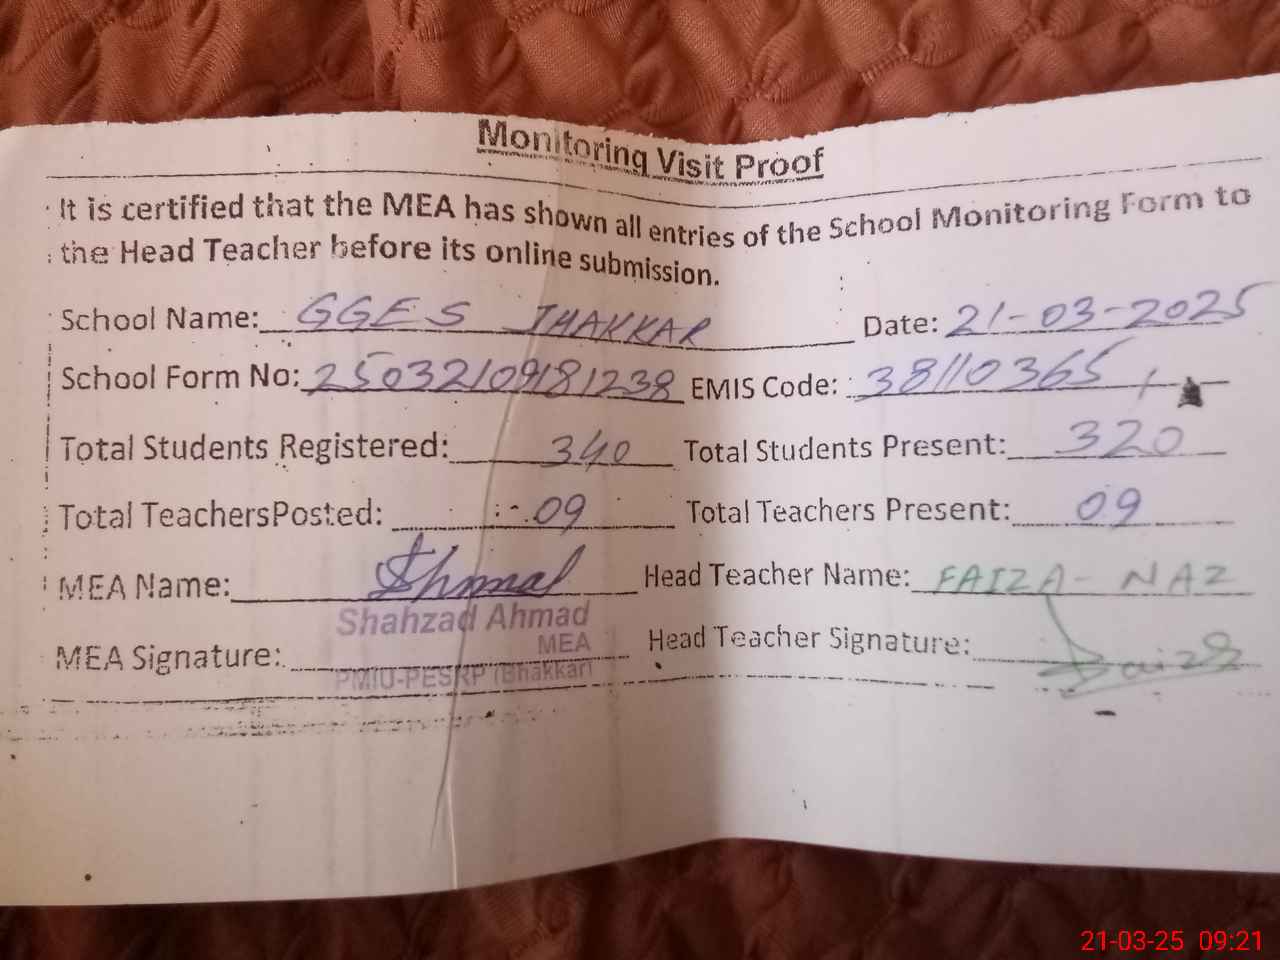 Monitoring Visit Proof
It is certified that the MEA has shown all entries of the School Monitoring Form to
the Head Teacher before its online submission.
School Name: GGES JHAKKAR Date: 21-03-2025
School Form No: 25032109181238 EMIS Code: 38110365
Total Students Registered: 340 Total Students Present: 320
Total TeachersPosted: 09 Total Teachers Present: 09
MEA Name: Head Teacher Name: FAIZA- NAZ
Shahzad Ahmad
MEA
MEA Signature: Head Teacher Signature: Faiza
PMIU-PESRP (Bhakkar)
21-03-25 09:21